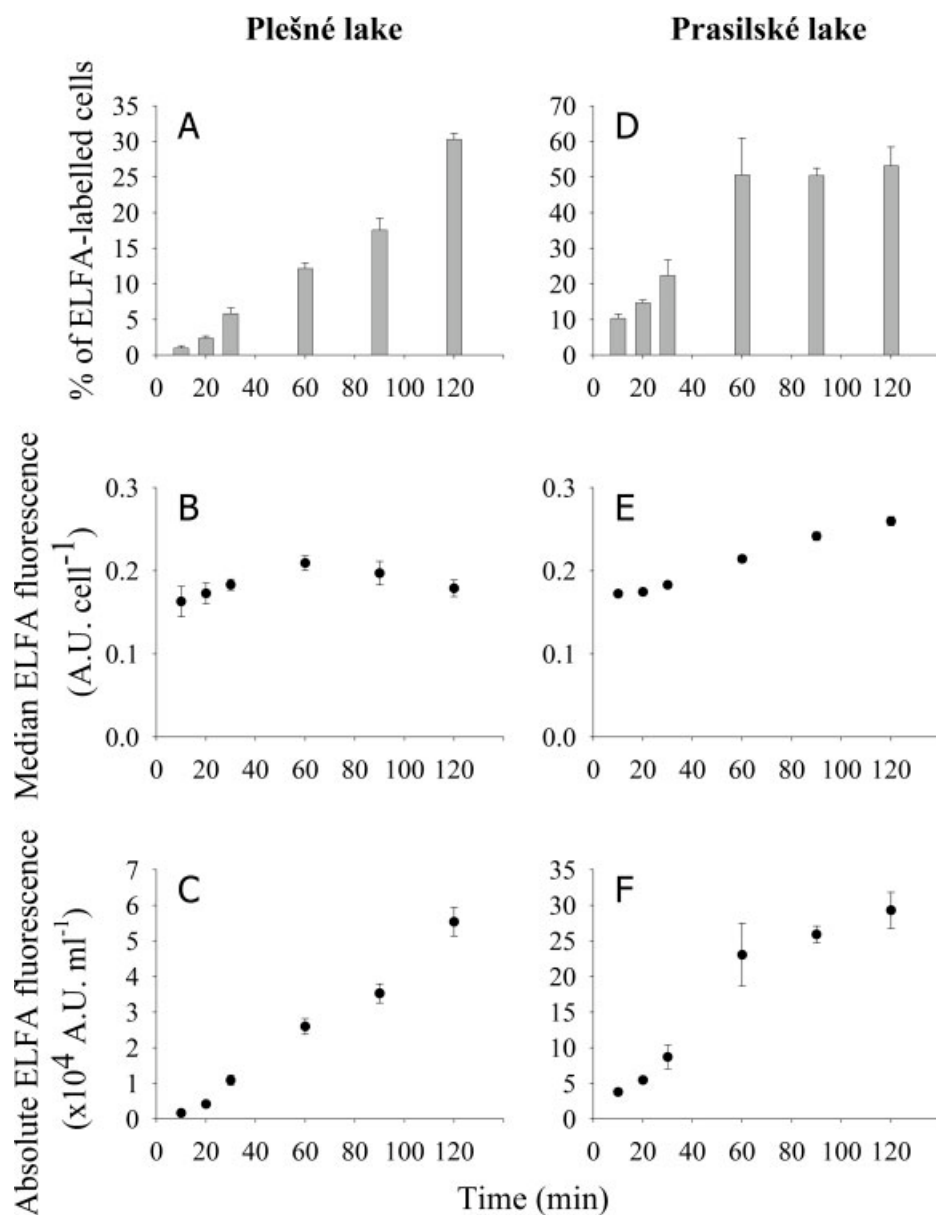 Plešné lake
Prasilské lake
% of ELFA-labelled cells
A
35
30
25
20
15
10
5
0
0 20 40 60 80 100 120
D
70
60
50
40
30
20
10
0
0 20 40 60 80 100 120
Median ELFA fluorescence
(A.U. cell⁻¹)
B
0.3
0.2
0.1
0.0
0 20 40 60 80 100 120
E
0.3
0.2
0.1
0.0
0 20 40 60 80 100 120
Absolute ELFA fluorescence
(x10⁴ A.U. ml⁻¹)
C
7
6
5
4
3
2
1
0
0 20 40 60 80 100 120
F
35
30
25
20
15
10
5
0
0 20 40 60 80 100 120
Time (min)